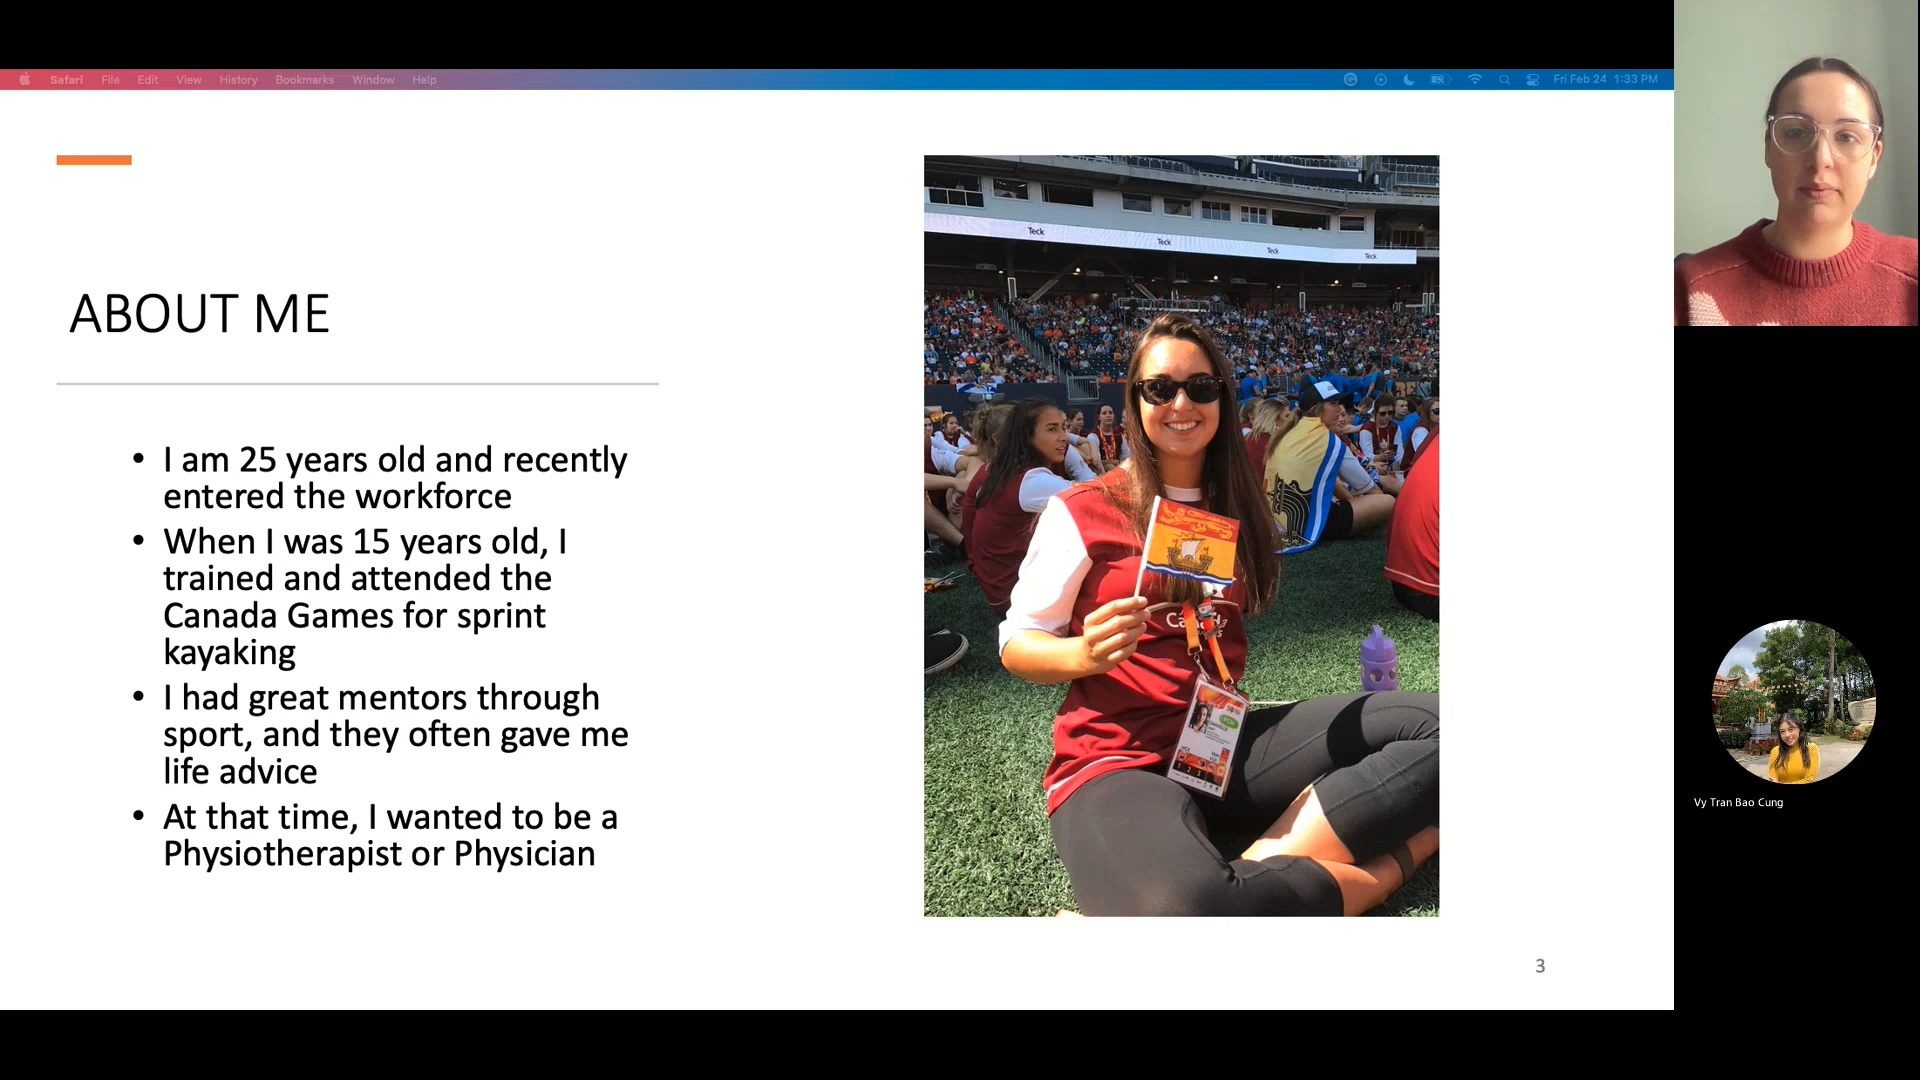 Safari File Edit View History Bookmarks Window Help
Fri Feb 24 1:33 PM
ABOUT ME
• I am 25 years old and recently
entered the workforce
• When I was 15 years old, I
trained and attended the
Canada Games for sprint
kayaking
• I had great mentors through
sport, and they often gave me
life advice
• At that time, I wanted to be a
Physiotherapist or Physician
Teck
Teck
Teck
Teck
3
Vy Tran Bao Cung